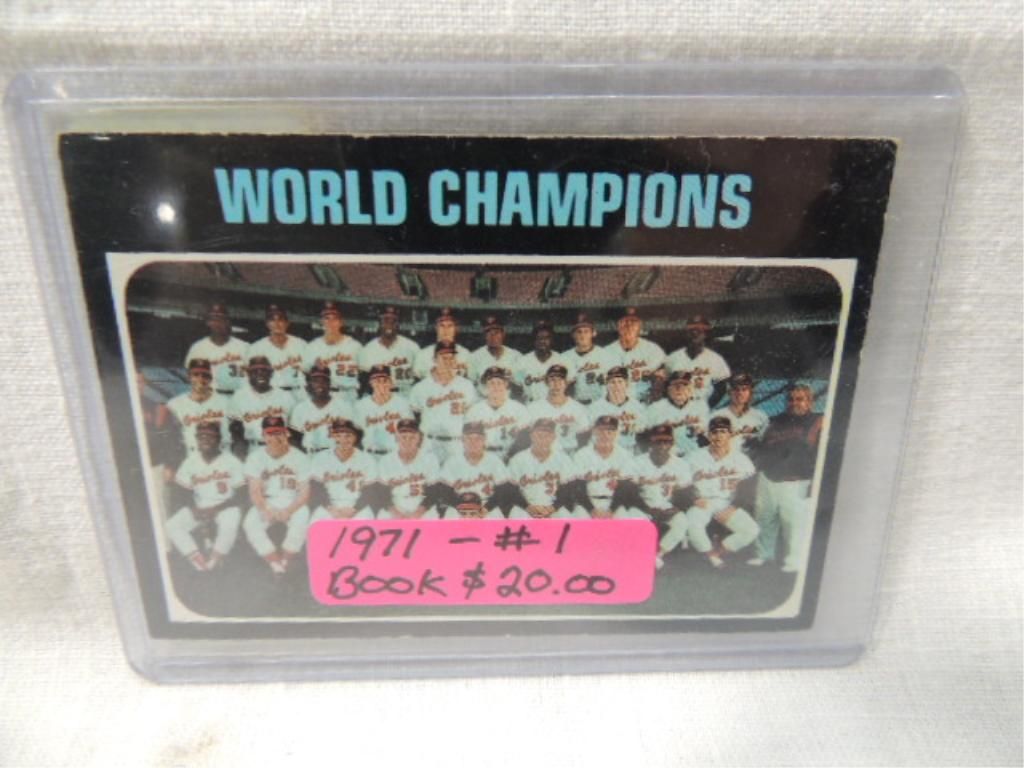 WORLD CHAMPIONS
1971 - #1
BOOK $20.00